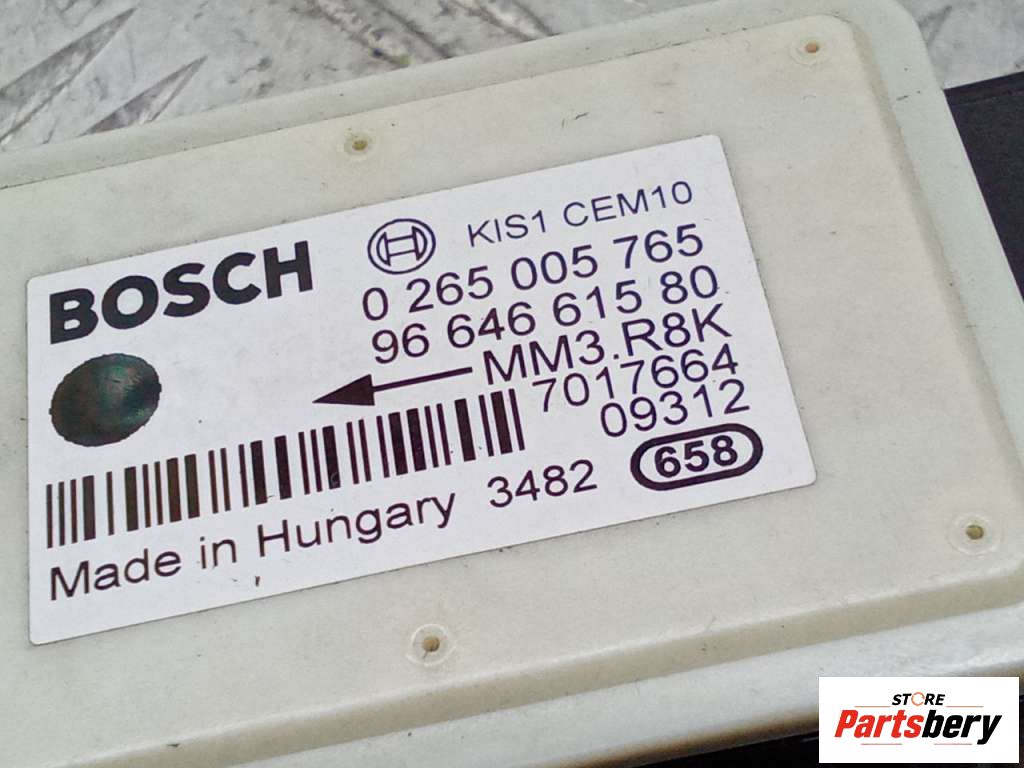 BOSCH
KIS1 CEM10
0 265 005 765
96 646 615 80
MM3.R8K
7017664
09312
Made in Hungary 3482 658
STORE
Partsbery